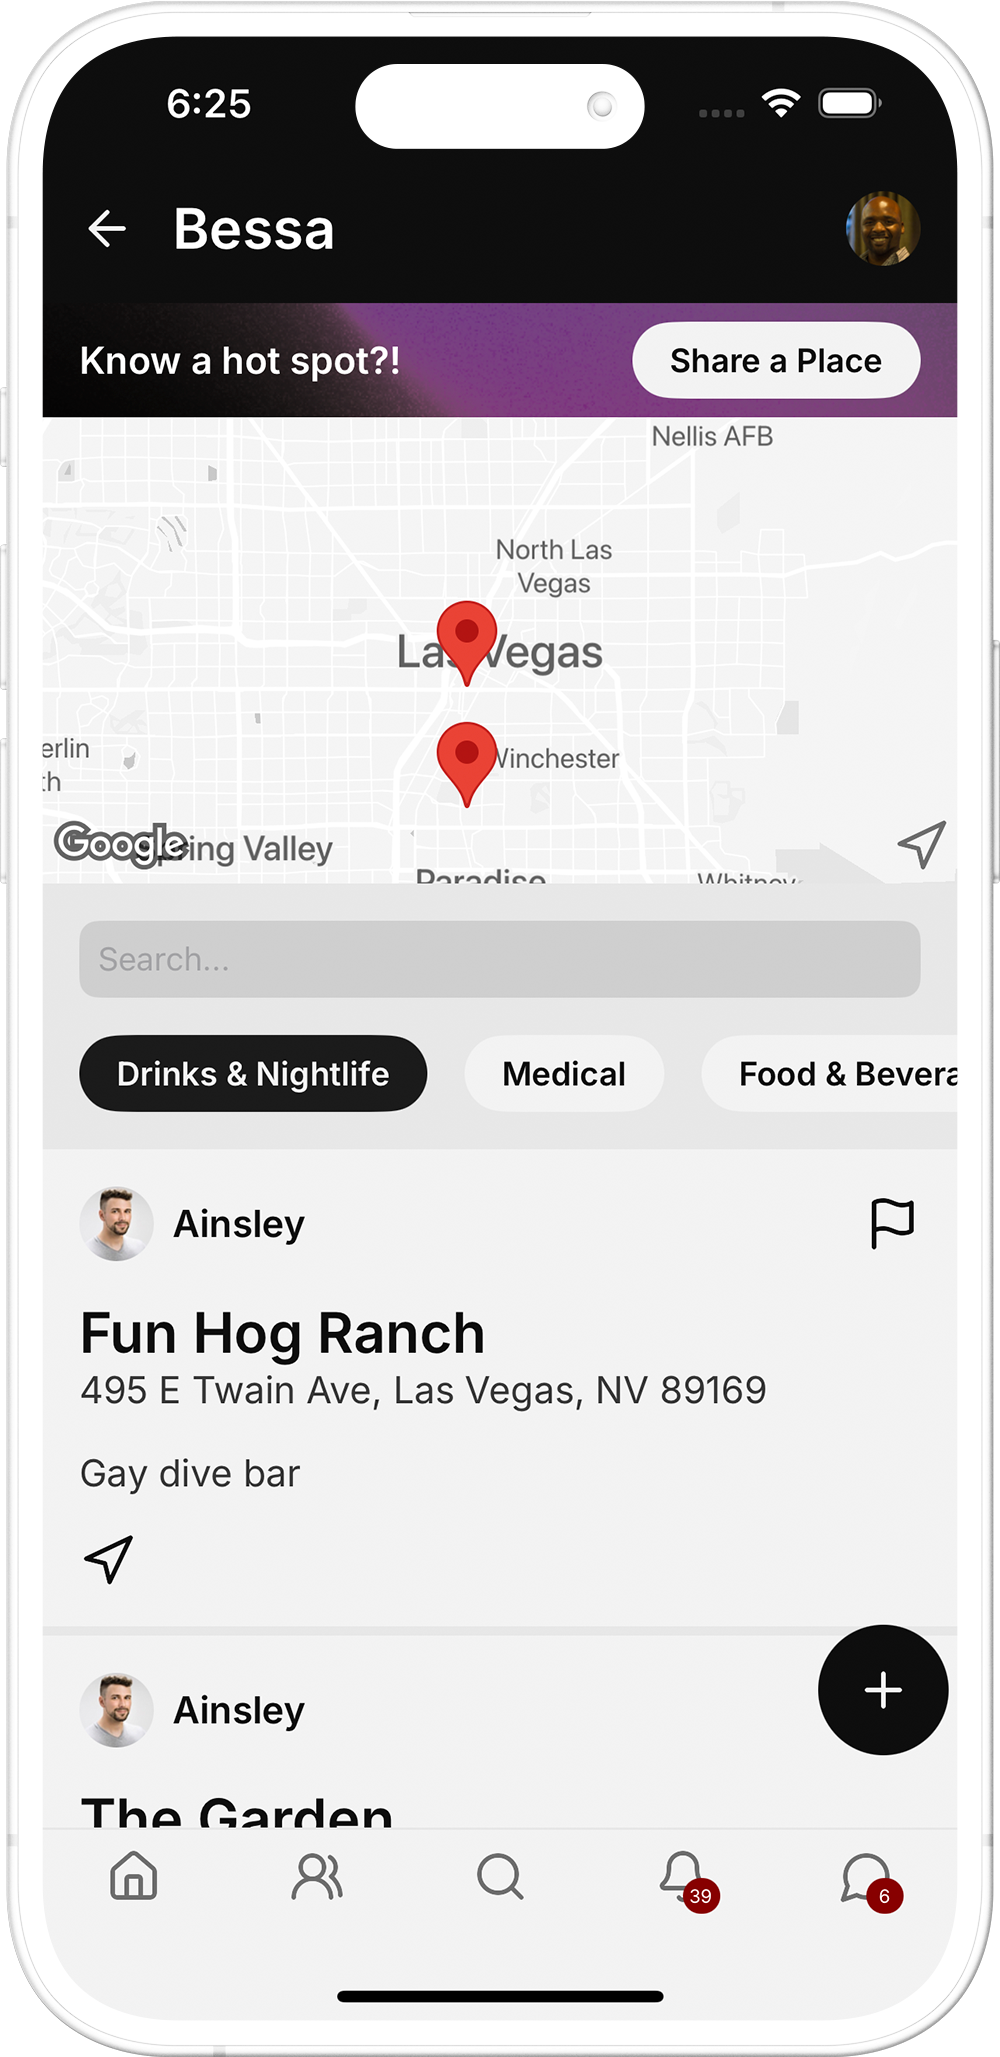 6:25
Bessa
Know a hot spot?!
Share a Place
Nellis AFB
North Las
Vegas
Las Vegas
Winchester
erlin
th
Google
Spring Valley
Paradise
Whitney
Search...
Drinks & Nightlife
Medical
Food & Bevera
Ainsley
Fun Hog Ranch
495 E Twain Ave, Las Vegas, NV 89169
Gay dive bar
Ainsley
The Garden
39
6